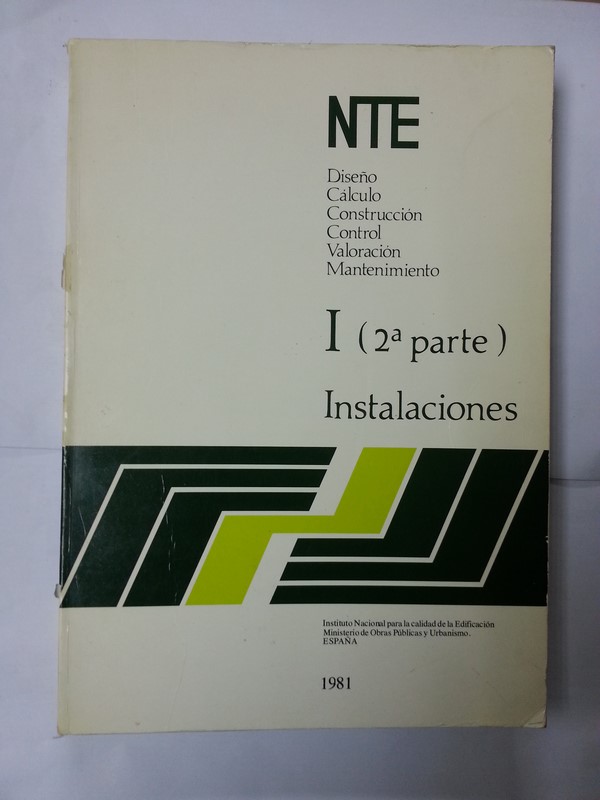 NTE
Diseño
Cálculo
Construcción
Control
Valoración
Mantenimiento
I (2ª parte)
Instalaciones
Instituto Nacional para la calidad de la Edificación
Ministerio de Obras Públicas y Urbanismo.
ESPAÑA
1981